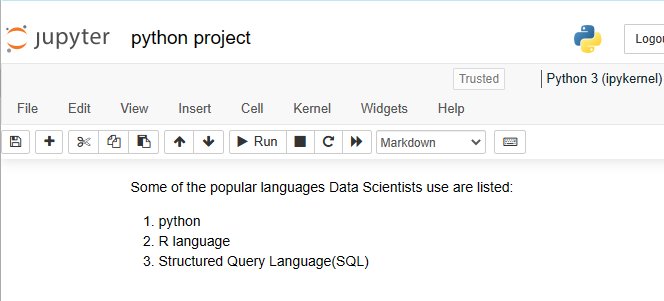 jupyter python project
Logou
Trusted Python 3 (ipykernel)
File Edit View Insert Cell Kernel Widgets Help
Run Markdown
Some of the popular languages Data Scientists use are listed:
1. python
2. R language
3. Structured Query Language(SQL)